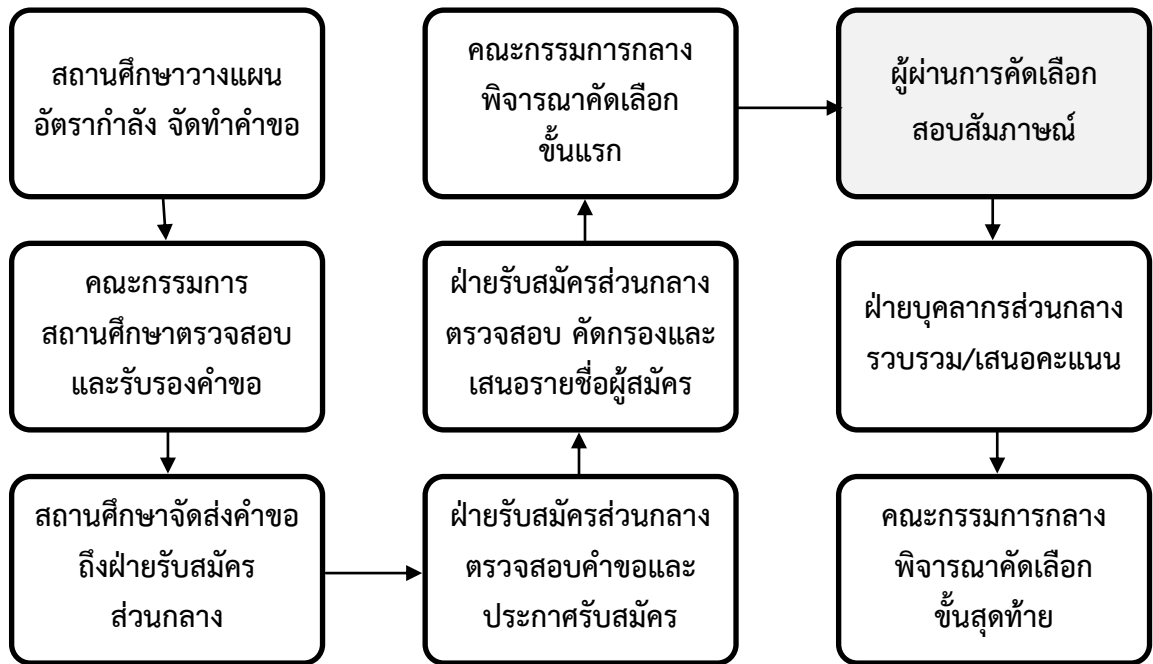 สถานศึกษาวางแผน
อัตรากำลัง จัดทำคำขอ
คณะกรรมการ
สถานศึกษาตรวจสอบ
และรับรองคำขอ
สถานศึกษาจัดส่งคำขอ
ถึงฝ่ายรับสมัคร
ส่วนกลาง
ฝ่ายรับสมัครส่วนกลาง
ตรวจสอบคำขอและ
ประกาศรับสมัคร
ฝ่ายรับสมัครส่วนกลาง
ตรวจสอบ คัดกรองและ
เสนอรายชื่อผู้สมัคร
คณะกรรมการกลาง
พิจารณาคัดเลือก
ขั้นแรก
ผู้ผ่านการคัดเลือก
สอบสัมภาษณ์
ฝ่ายบุคลากรส่วนกลาง
รวบรวม/เสนอคะแนน
คณะกรรมการกลาง
พิจารณาคัดเลือก
ขั้นสุดท้าย